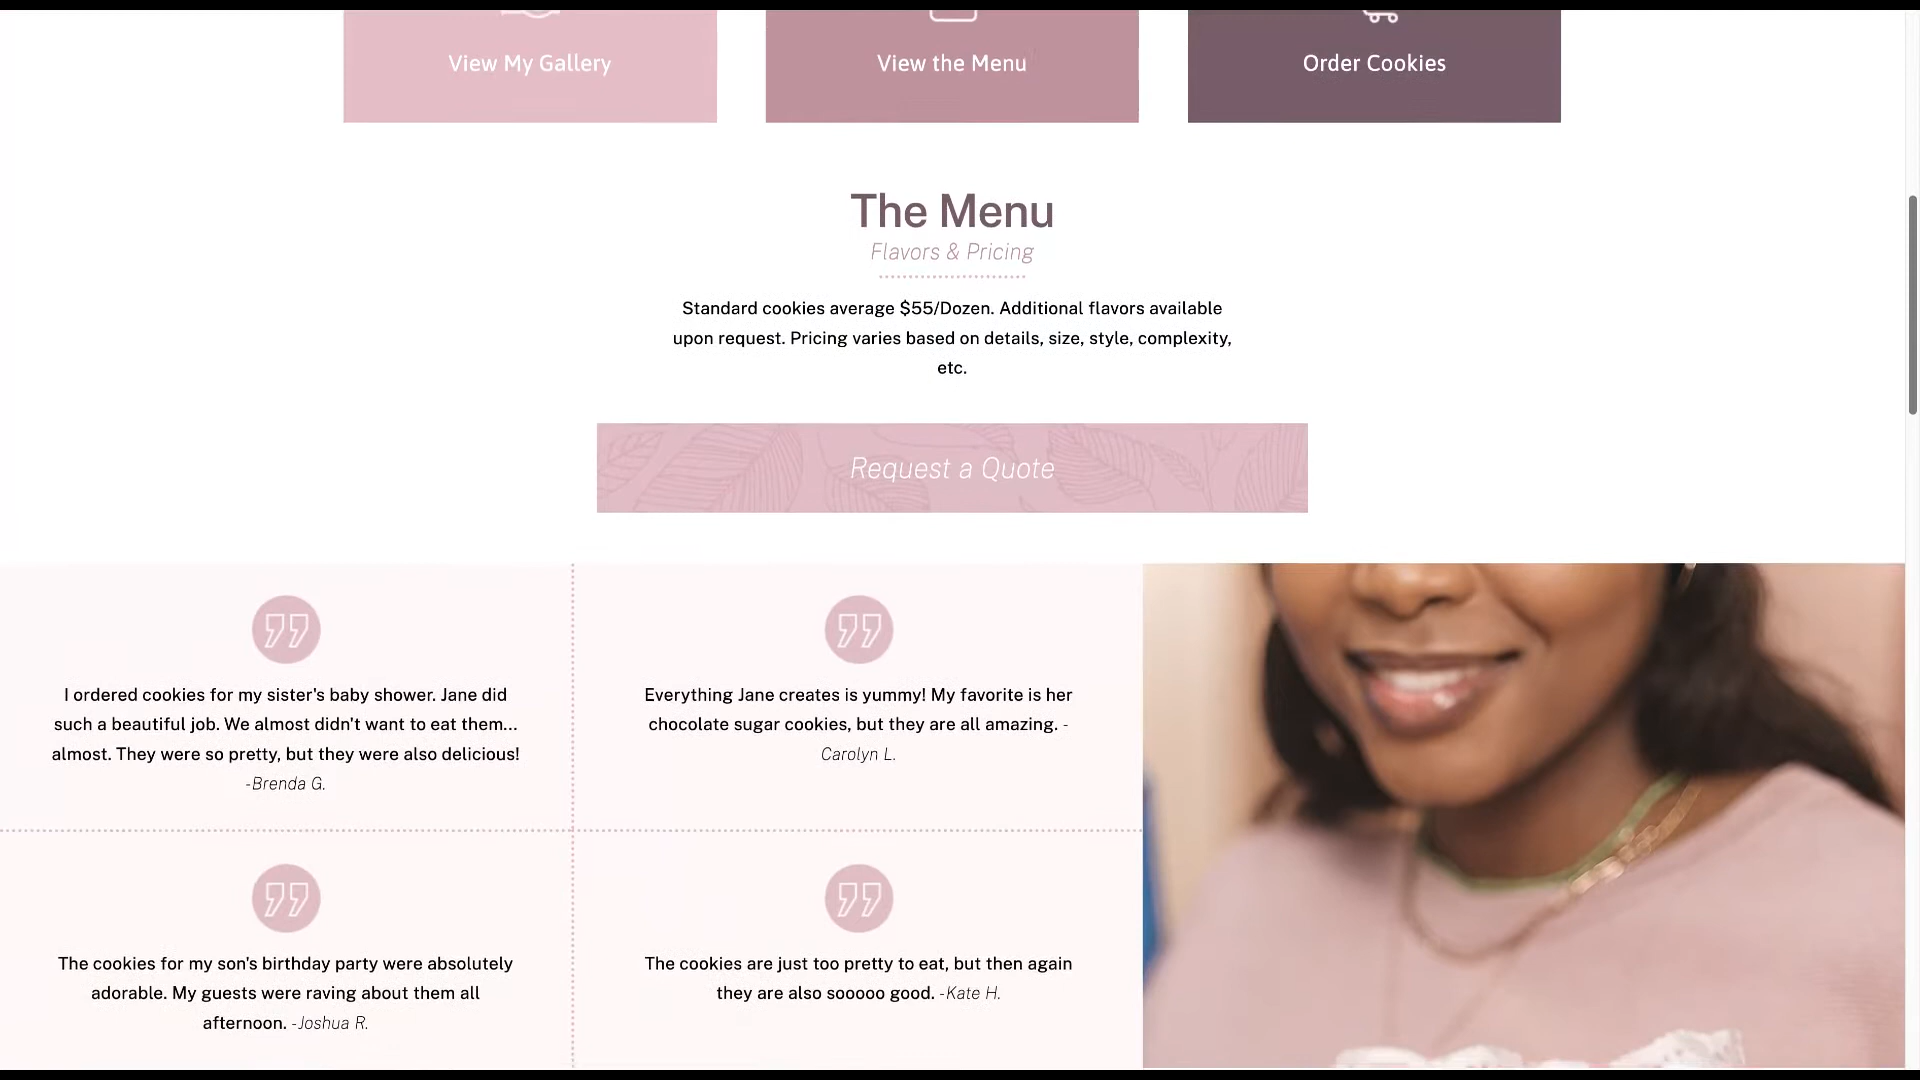 View My Gallery
View the Menu
Order Cookies
The Menu
Flavors & Pricing
Standard cookies average $55/Dozen. Additional flavors available
upon request. Pricing varies based on details, size, style, complexity,
etc.
Request a Quote
I ordered cookies for my sister's baby shower. Jane did
such a beautiful job. We almost didn't want to eat them...
almost. They were so pretty, but they were also delicious!
-Brenda G.
Everything Jane creates is yummy! My favorite is her
chocolate sugar cookies, but they are all amazing. -
Carolyn L.
The cookies for my son's birthday party were absolutely
adorable. My guests were raving about them all
afternoon. -Joshua R.
The cookies are just too pretty to eat, but then again
they are also sooooo good. -Kate H.